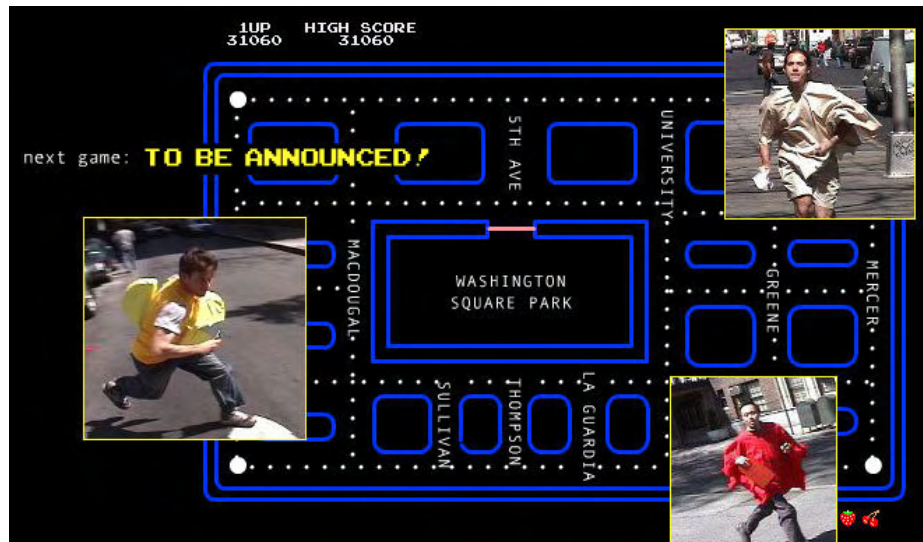 1UP HIGH SCORE
31060 31060
5TH AVE
UNIVERSITY
next game: TO BE ANNOUNCED!
MACDOUGAL
WASHINGTON
SQUARE PARK
GREENE
MERCER
SULLIVAN
THOMPSON
LA GUARDIA